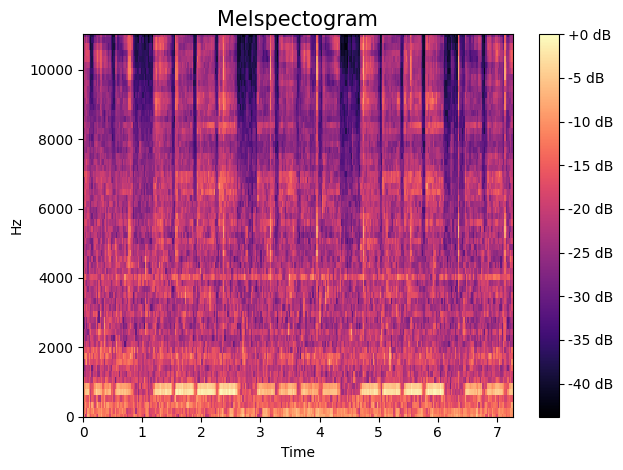 Melspectogram
+0 dB
10000
-5 dB
8000
-10 dB
-15 dB
6000
-20 dB
Hz
-25 dB
4000
-30 dB
2000
-35 dB
-40 dB
0
0 1 2 3 4 5 6 7
Time